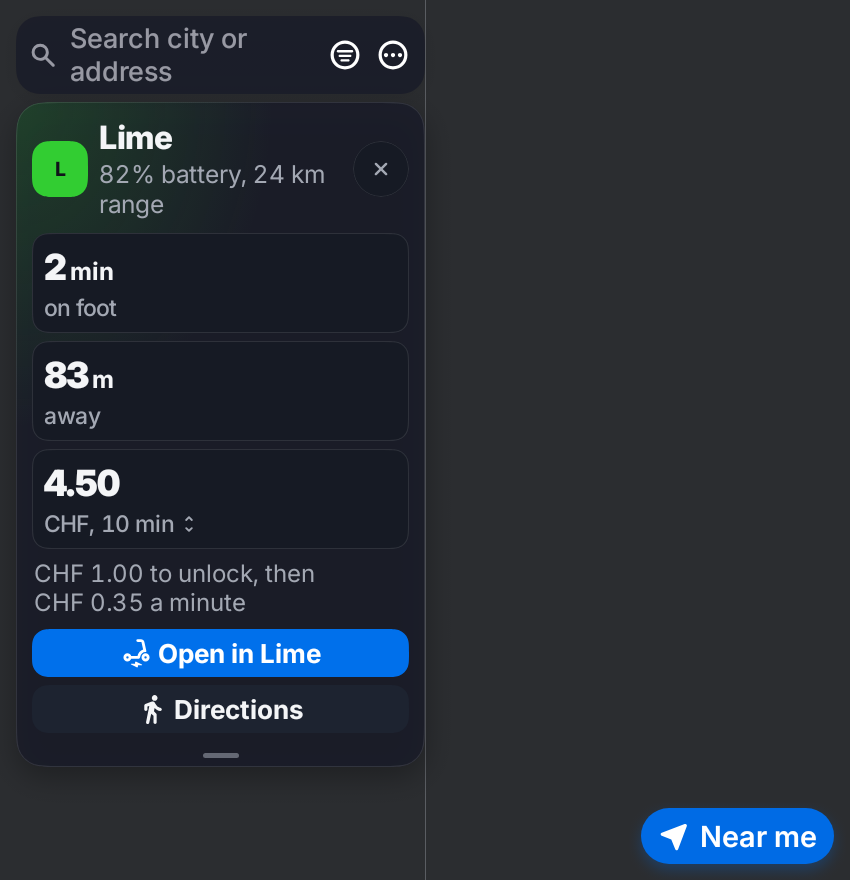 Search city or
address
Lime
L
82% battery, 24 km
range
2 min
on foot
83 m
away
4.50
CHF, 10 min
CHF 1.00 to unlock, then
CHF 0.35 a minute
Open in Lime
Directions
Near me